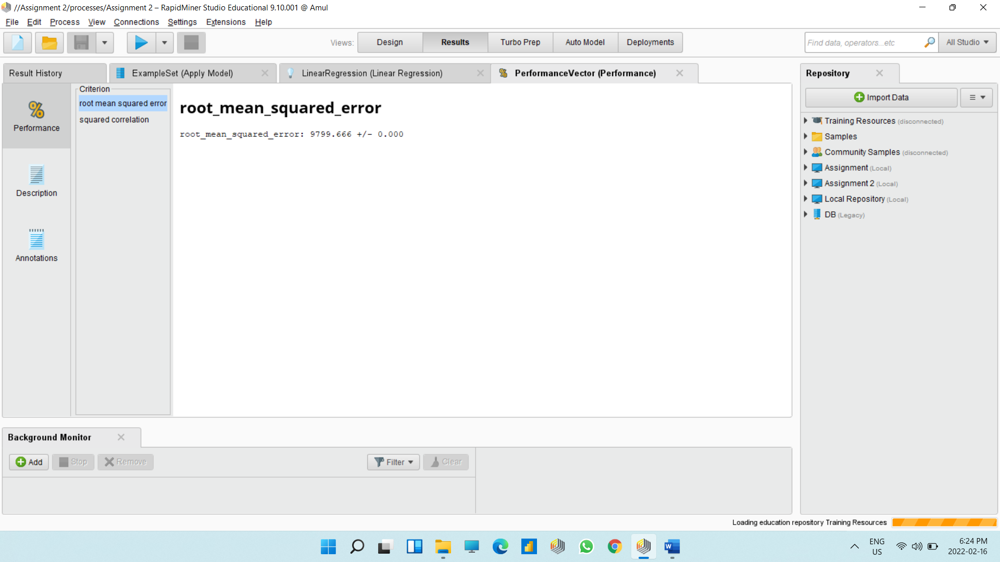 //Assignment 2/processes/Assignment 2 – RapidMiner Studio Educational 9.10.001 @ Amul
File Edit Process View Connections Settings Extensions Help
Views: Design Results Turbo Prep Auto Model Deployments
Find data, operators...etc All Studio
Result History
ExampleSet (Apply Model)
LinearRegression (Linear Regression)
PerformanceVector (Performance)
Repository
Performance
Description
Annotations
Criterion
root mean squared error
squared correlation
root_mean_squared_error
root_mean_squared_error: 9799.666 +/- 0.000
Import Data
Training Resources (disconnected)
Samples
Community Samples (disconnected)
Assignment (Local)
Assignment 2 (Local)
Local Repository (Local)
DB (Legacy)
Background Monitor
Add Stop Remove Filter Clear
Loading education repository Training Resources
ENG
US
6:24 PM
2022-02-16